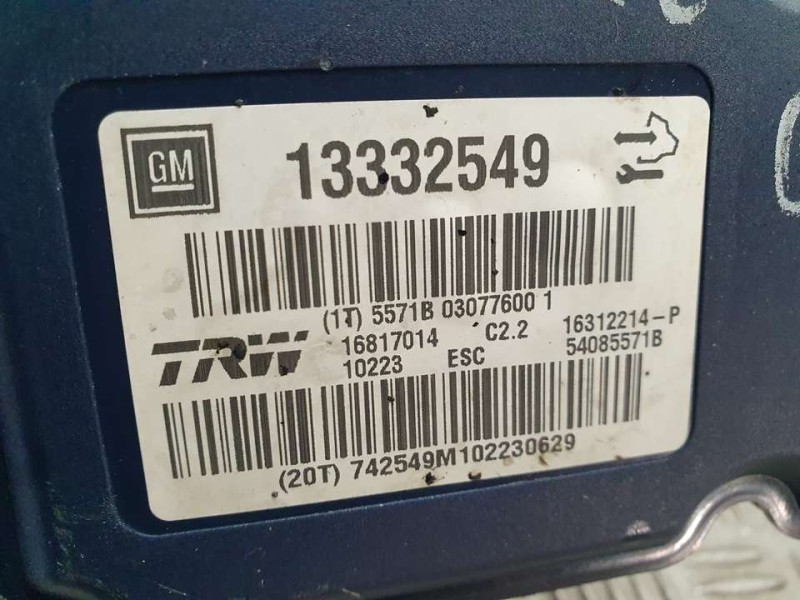 GM 13332549
(1T) 5571B 03077600 1
TRW 16817014 C2.2 16312214-P
10223 ESC 54085571B
(20T) 742549M102230629